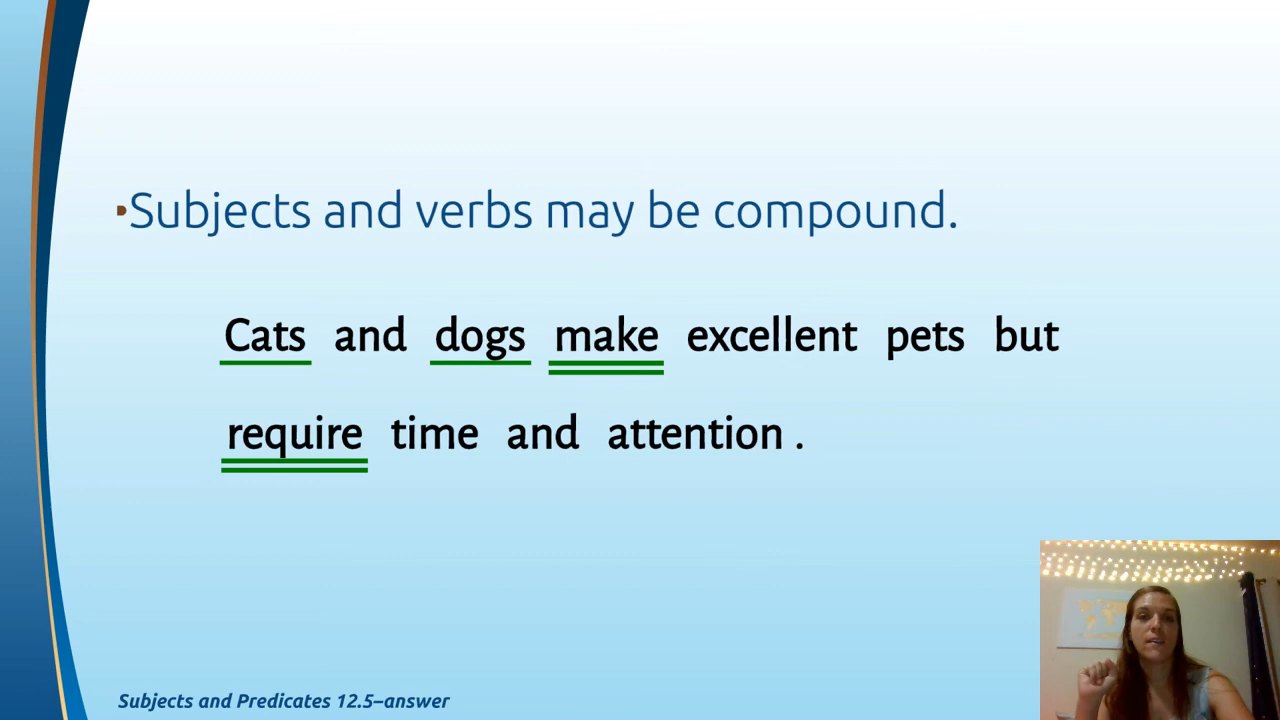 •Subjects and verbs may be compound.
Cats and dogs make excellent pets but
require time and attention .
Subjects and Predicates 12.5–answer